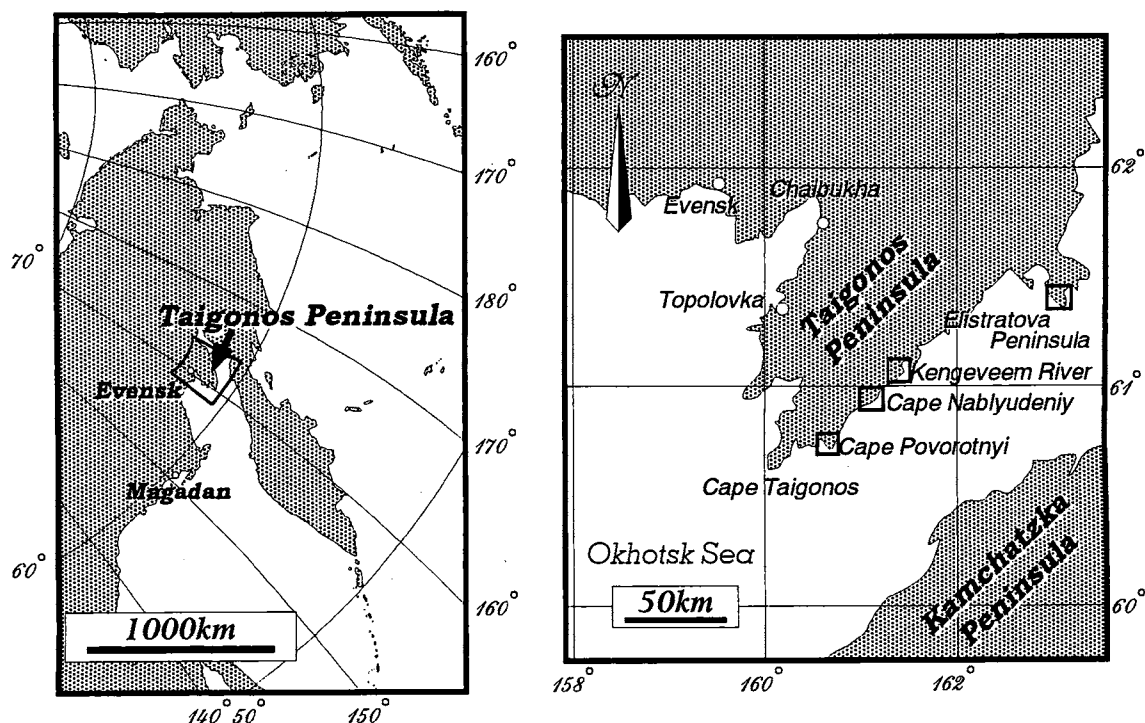 160°
170°
70°
180°
Taigonos Peninsula
Evensk
170°
Magadan
60°
160°
1000km
140°
50°
150°
N
62°
Evensk
Chaibukha
Taigonos
Peninsula
Topolovka
Elistratova
Peninsula
Kengeveem River
61°
Cape Nablyudeniy
Cape Povorotnyi
Cape Taigonos
Okhotsk Sea
Kamchatzka
Peninsula
50km
60°
158°
160°
162°